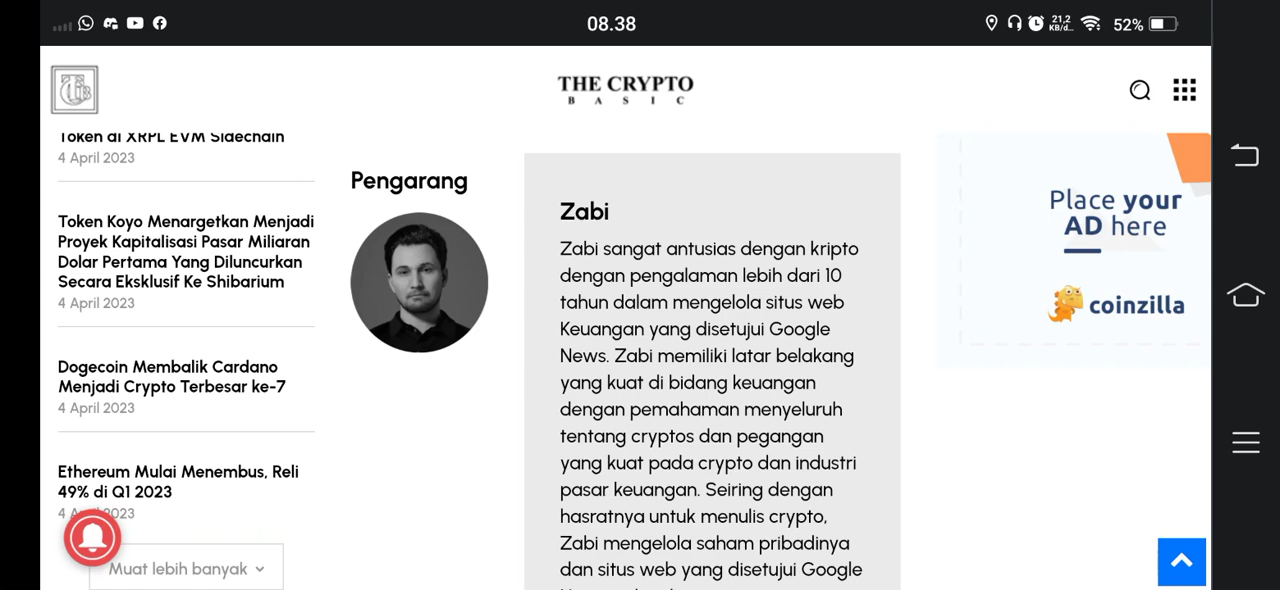 08.38
21,2
KB/d...
52%
THE CRYPTO
BASIC
Token di XRPL EVM Sidechain
4 April 2023
Token Koyo Menargetkan Menjadi
Proyek Kapitalisasi Pasar Miliaran
Dolar Pertama Yang Diluncurkan
Secara Eksklusif Ke Shibarium
4 April 2023
Dogecoin Membalik Cardano
Menjadi Crypto Terbesar ke-7
4 April 2023
Ethereum Mulai Menembus, Reli
49% di Q1 2023
4 A 2023
Muat lebih banyak
Pengarang
Zabi
Zabi sangat antusias dengan kripto
dengan pengalaman lebih dari 10
tahun dalam mengelola situs web
Keuangan yang disetujui Google
News. Zabi memiliki latar belakang
yang kuat di bidang keuangan
dengan pemahaman menyeluruh
tentang cryptos dan pegangan
yang kuat pada crypto dan industri
pasar keuangan. Seiring dengan
hasratnya untuk menulis crypto,
Zabi mengelola saham pribadinya
dan situs web yang disetujui Google
Place your
AD here
coinzilla